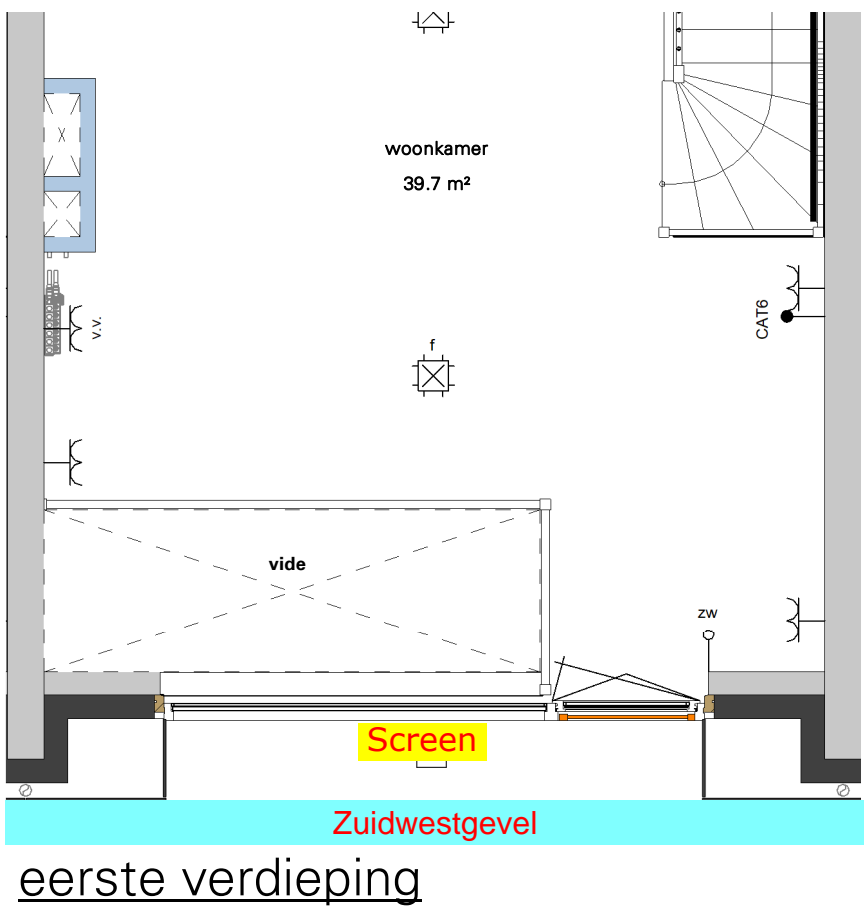 woonkamer
39.7 m²
CAT6
v.v.
f
vide
zw
Screen
Zuidwestgevel
eerste verdieping